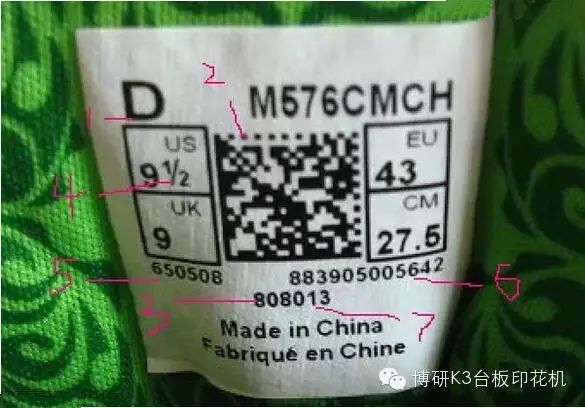 D M576CMCH
1
2
US
9½
EU
43
4
UK
9
CM
27.5
650508 883905005642
5
6
808013
3
7
Made in China
Fabriqué en Chine
博研K3台板印花机